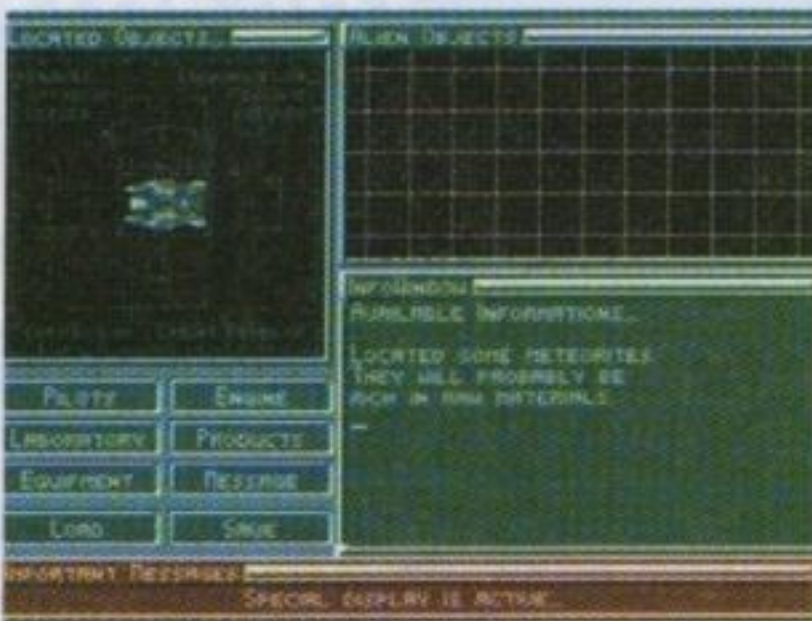 LOCATED OBJECTS..
ALIEN OBJECTS
INFOWINDOW
AVAILABLE INFORMATIONS..
LOCATED SOME METEORITES
THEY WILL PROBABLY BE
RICH IN RAW MATERIALS
PILOTS
ENGINE
LABORATORY
PRODUCTS
EQUIPMENT
MESSAGE
LOAD
SAVE
IMPORTANT MESSAGES
SPECIAL DISPLAY IS ACTIVE..